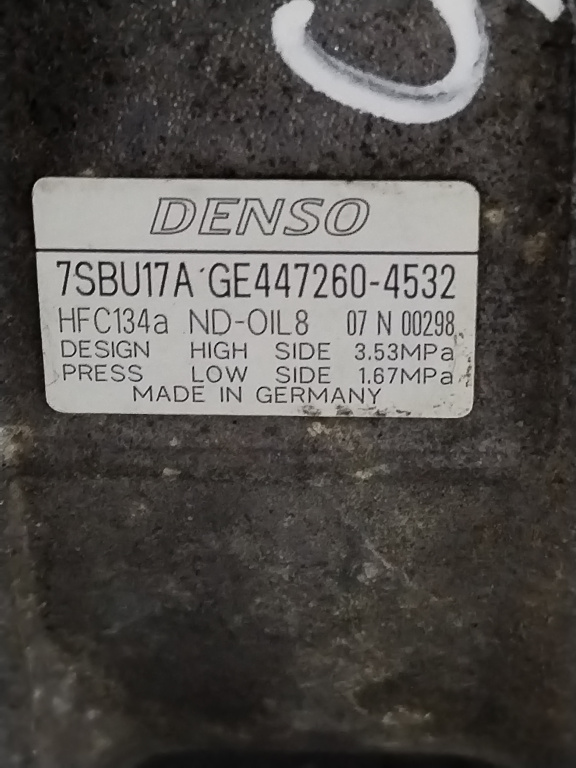 DENSO
7SBU17A GE447260-4532
HFC134a ND-OIL8 07 N 00298
DESIGN HIGH SIDE 3.53MPa
PRESS LOW SIDE 1.67MPa
MADE IN GERMANY